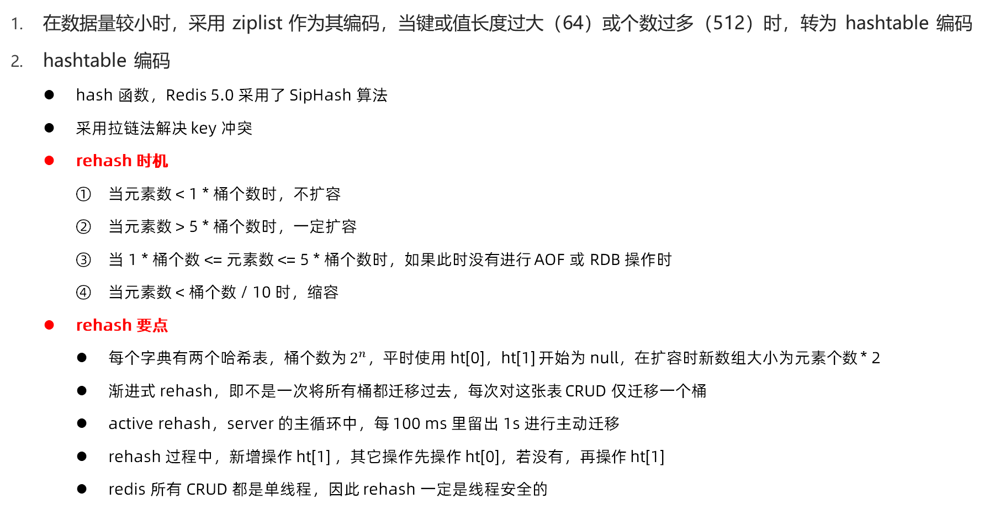 1. 在数据量较小时，采用 ziplist 作为其编码，当键或值长度过大（64）或个数过多（512）时，转为 hashtable 编码
2. hashtable 编码
● hash 函数，Redis 5.0 采用了 SipHash 算法
● 采用拉链法解决 key 冲突
● rehash 时机
① 当元素数 < 1 * 桶个数时，不扩容
② 当元素数 > 5 * 桶个数时，一定扩容
③ 当 1 * 桶个数 <= 元素数 <= 5 * 桶个数时，如果此时没有进行 AOF 或 RDB 操作时
④ 当元素数 < 桶个数 / 10 时，缩容
● rehash 要点
● 每个字典有两个哈希表，桶个数为 2ⁿ，平时使用 ht[0]，ht[1] 开始为 null，在扩容时新数组大小为元素个数 * 2
● 渐进式 rehash，即不是一次将所有桶都迁移过去，每次对这张表 CRUD 仅迁移一个桶
● active rehash，server 的主循环中，每 100 ms 里留出 1s 进行主动迁移
● rehash 过程中，新增操作 ht[1] ，其它操作先操作 ht[0]，若没有，再操作 ht[1]
● redis 所有 CRUD 都是单线程，因此 rehash 一定是线程安全的